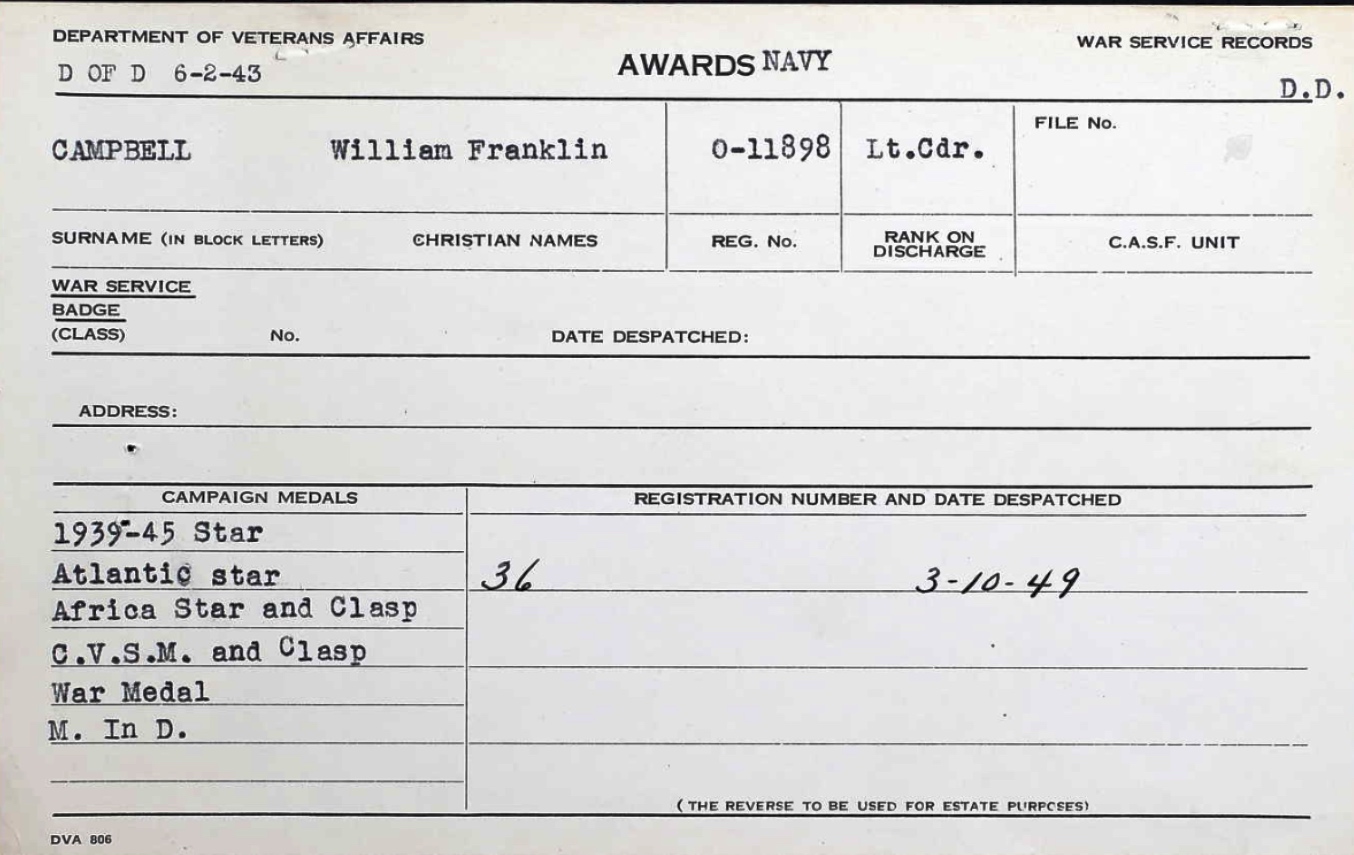 DEPARTMENT OF VETERANS AFFAIRS
WAR SERVICE RECORDS
D OF D 6-2-43
AWARDS NAVY
D.D.
CAMPBELL William Franklin 0-11898 Lt.Cdr. FILE No.
SURNAME (IN BLOCK LETTERS) CHRISTIAN NAMES REG. No. RANK ON DISCHARGE C.A.S.F. UNIT
WAR SERVICE
BADGE
(CLASS) No. DATE DESPATCHED:
ADDRESS:
CAMPAIGN MEDALS REGISTRATION NUMBER AND DATE DESPATCHED
1939-45 Star
Atlantic star 36 3-10-49
Africa Star and Clasp
C.V.S.M. and Clasp
War Medal
M. In D.
(THE REVERSE TO BE USED FOR ESTATE PURPOSES)
DVA 806